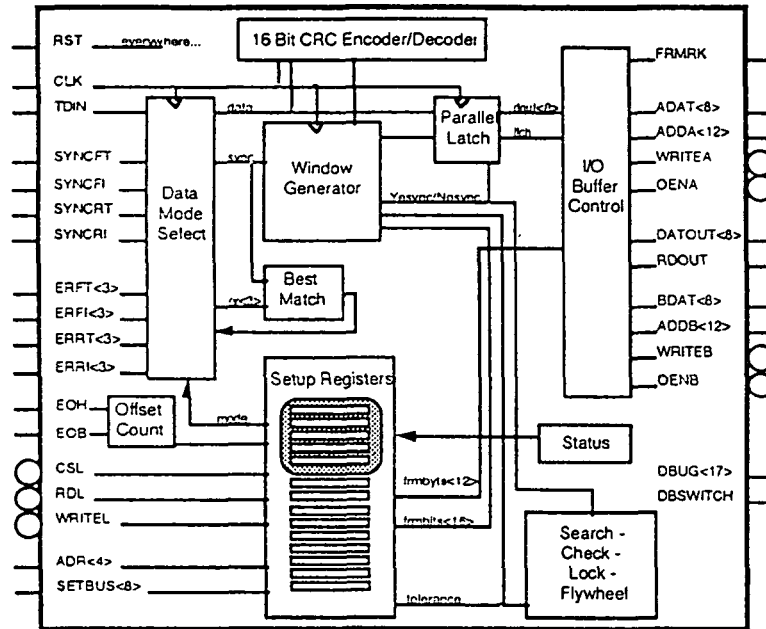 16 Bit CRC Encoder/Decoder
RST
everywhere...
CLK
TDIN
data
SYNCFT
SYNCFI
SYNCRT
SYNCRI
sync
Data
Mode
Select
Window
Generator
Parallel
Latch
dout<8>
Ynsync/Nosync
I/O
Buffer
Control
FRMRK
ADAT<8>
ADDA<12>
WRITEA
OENA
DATOUT<8>
RDOUT
BDAT<8>
ADDB<12>
WRITEB
OENB
ERFT<3>
ERFI<3>
ERRT<3>
ERRI<3>
Best
Match
Setup Registers
mode
EOH
EOB
Offset
Count
Status
CSL
RDL
WRITEL
frmbyts<12>
frmbits<16>
DBUG<17>
DBSWITCH
Search -
Check -
Lock -
Flywheel
ADR<4>
SETBUS<8>
tolerance